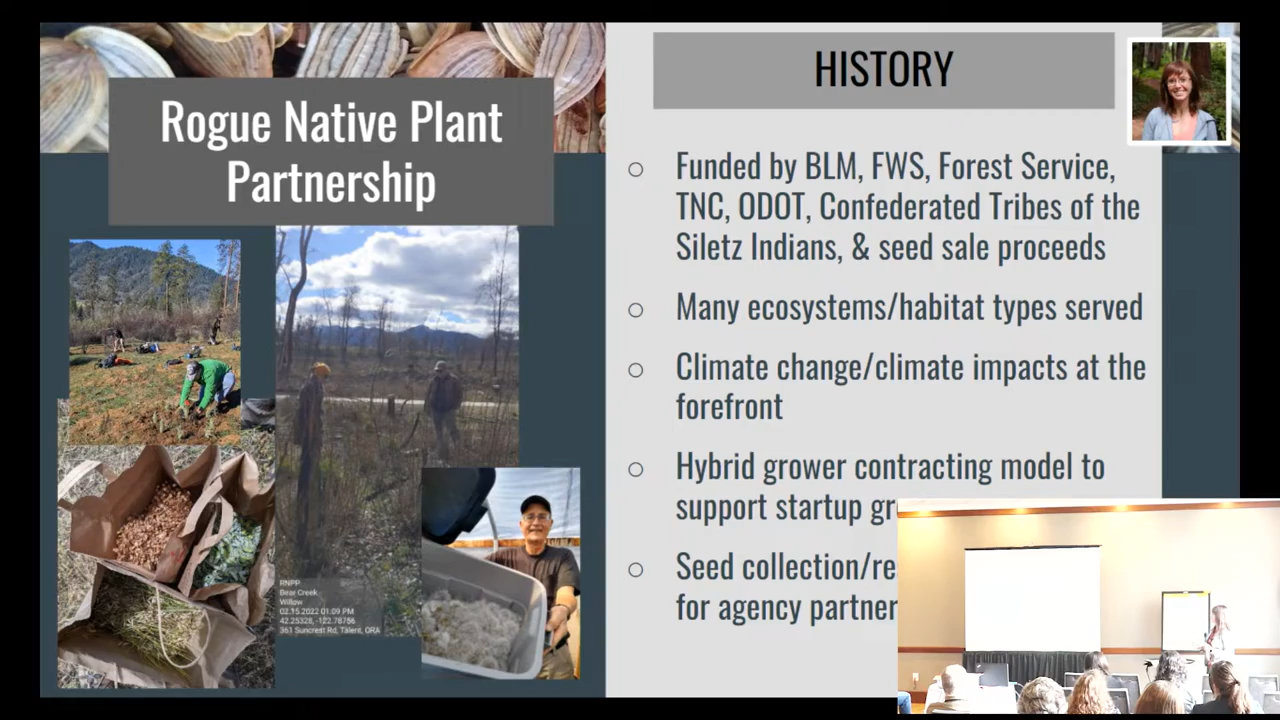 Rogue Native Plant
Partnership
HISTORY
Funded by BLM, FWS, Forest Service,
TNC, ODOT, Confederated Tribes of the
Siletz Indians, & seed sale proceeds
Many ecosystems/habitat types served
Climate change/climate impacts at the
forefront
Hybrid grower contracting model to
support startup gr
Seed collection/re
for agency partner
RNPP
Bear Creek
Willow
02.15.2022 01:09 PM
42.25328, -122.78756
361 Suncrest Rd, Talent, ORA